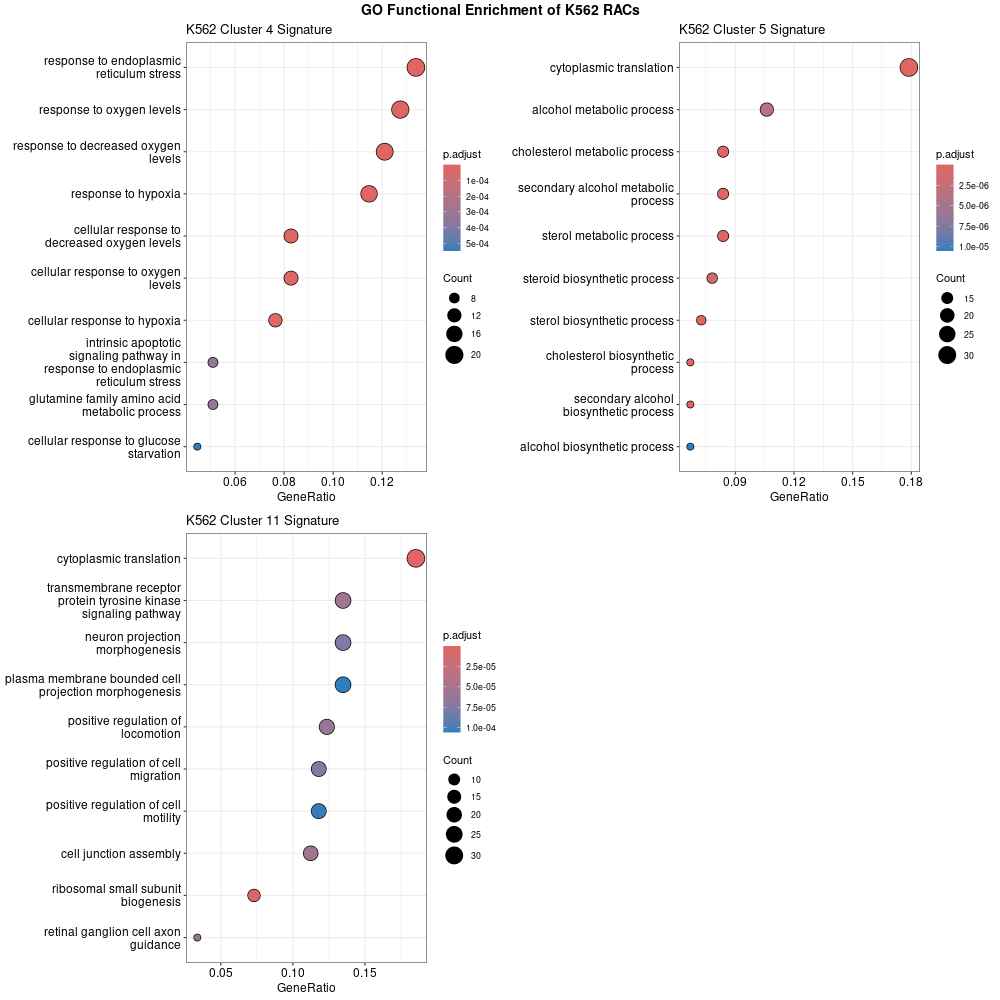 GO Functional Enrichment of K562 RACs
K562 Cluster 4 Signature
response to endoplasmic
reticulum stress
response to oxygen levels
response to decreased oxygen
levels
response to hypoxia
cellular response to
decreased oxygen levels
cellular response to oxygen
levels
cellular response to hypoxia
intrinsic apoptotic
signaling pathway in
response to endoplasmic
reticulum stress
glutamine family amino acid
metabolic process
cellular response to glucose
starvation
0.06 0.08 0.10 0.12
GeneRatio
p.adjust
1e-04
2e-04
3e-04
4e-04
5e-04
Count
8
12
16
20
K562 Cluster 5 Signature
cytoplasmic translation
alcohol metabolic process
cholesterol metabolic process
secondary alcohol metabolic
process
sterol metabolic process
steroid biosynthetic process
sterol biosynthetic process
cholesterol biosynthetic
process
secondary alcohol
biosynthetic process
alcohol biosynthetic process
0.09 0.12 0.15 0.18
GeneRatio
p.adjust
2.5e-06
5.0e-06
7.5e-06
1.0e-05
Count
15
20
25
30
K562 Cluster 11 Signature
cytoplasmic translation
transmembrane receptor
protein tyrosine kinase
signaling pathway
neuron projection
morphogenesis
plasma membrane bounded cell
projection morphogenesis
positive regulation of
locomotion
positive regulation of cell
migration
positive regulation of cell
motility
cell junction assembly
ribosomal small subunit
biogenesis
retinal ganglion cell axon
guidance
0.05 0.10 0.15
GeneRatio
p.adjust
2.5e-05
5.0e-05
7.5e-05
1.0e-04
Count
10
15
20
25
30